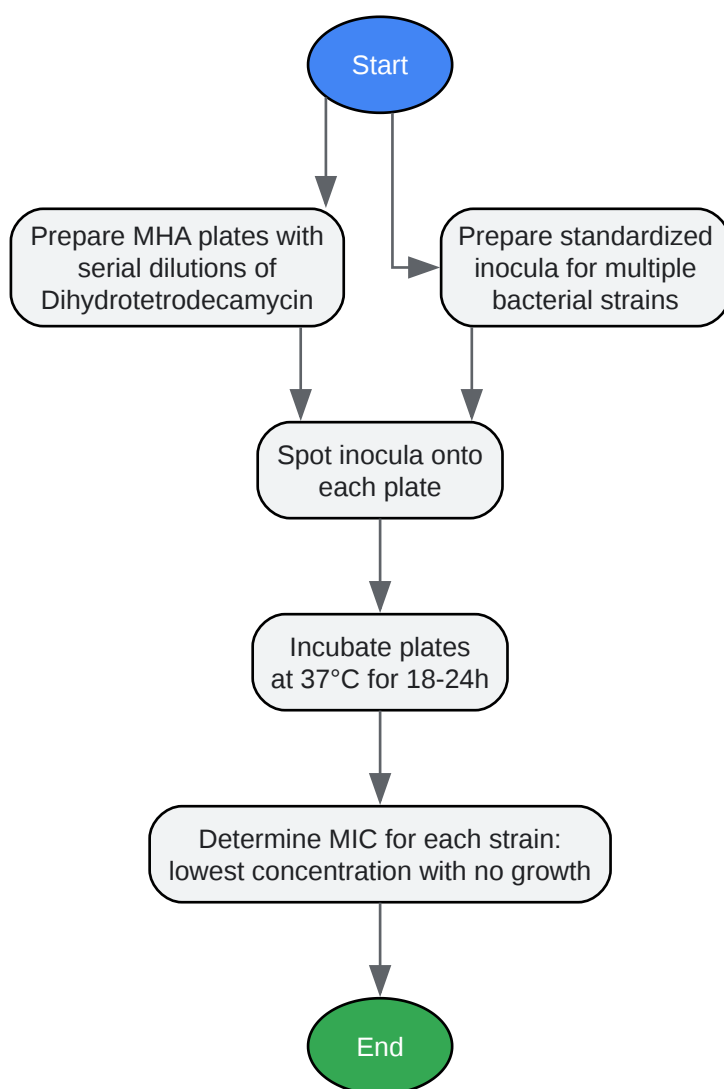 Start
Prepare MHA plates with
serial dilutions of
Dihydrotetrodecamycin
Prepare standardized
inocula for multiple
bacterial strains
Spot inocula onto
each plate
Incubate plates
at 37°C for 18-24h
Determine MIC for each strain:
lowest concentration with no growth
End